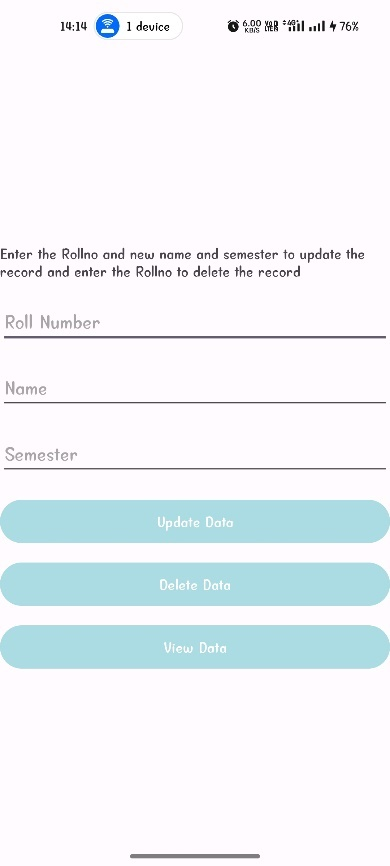 14:14 1 device 6.00 KB/S 4G 76%
Enter the Rollno and new name and semester to update the
record and enter the Rollno to delete the record
Roll Number
Name
Semester
Update Data
Delete Data
View Data